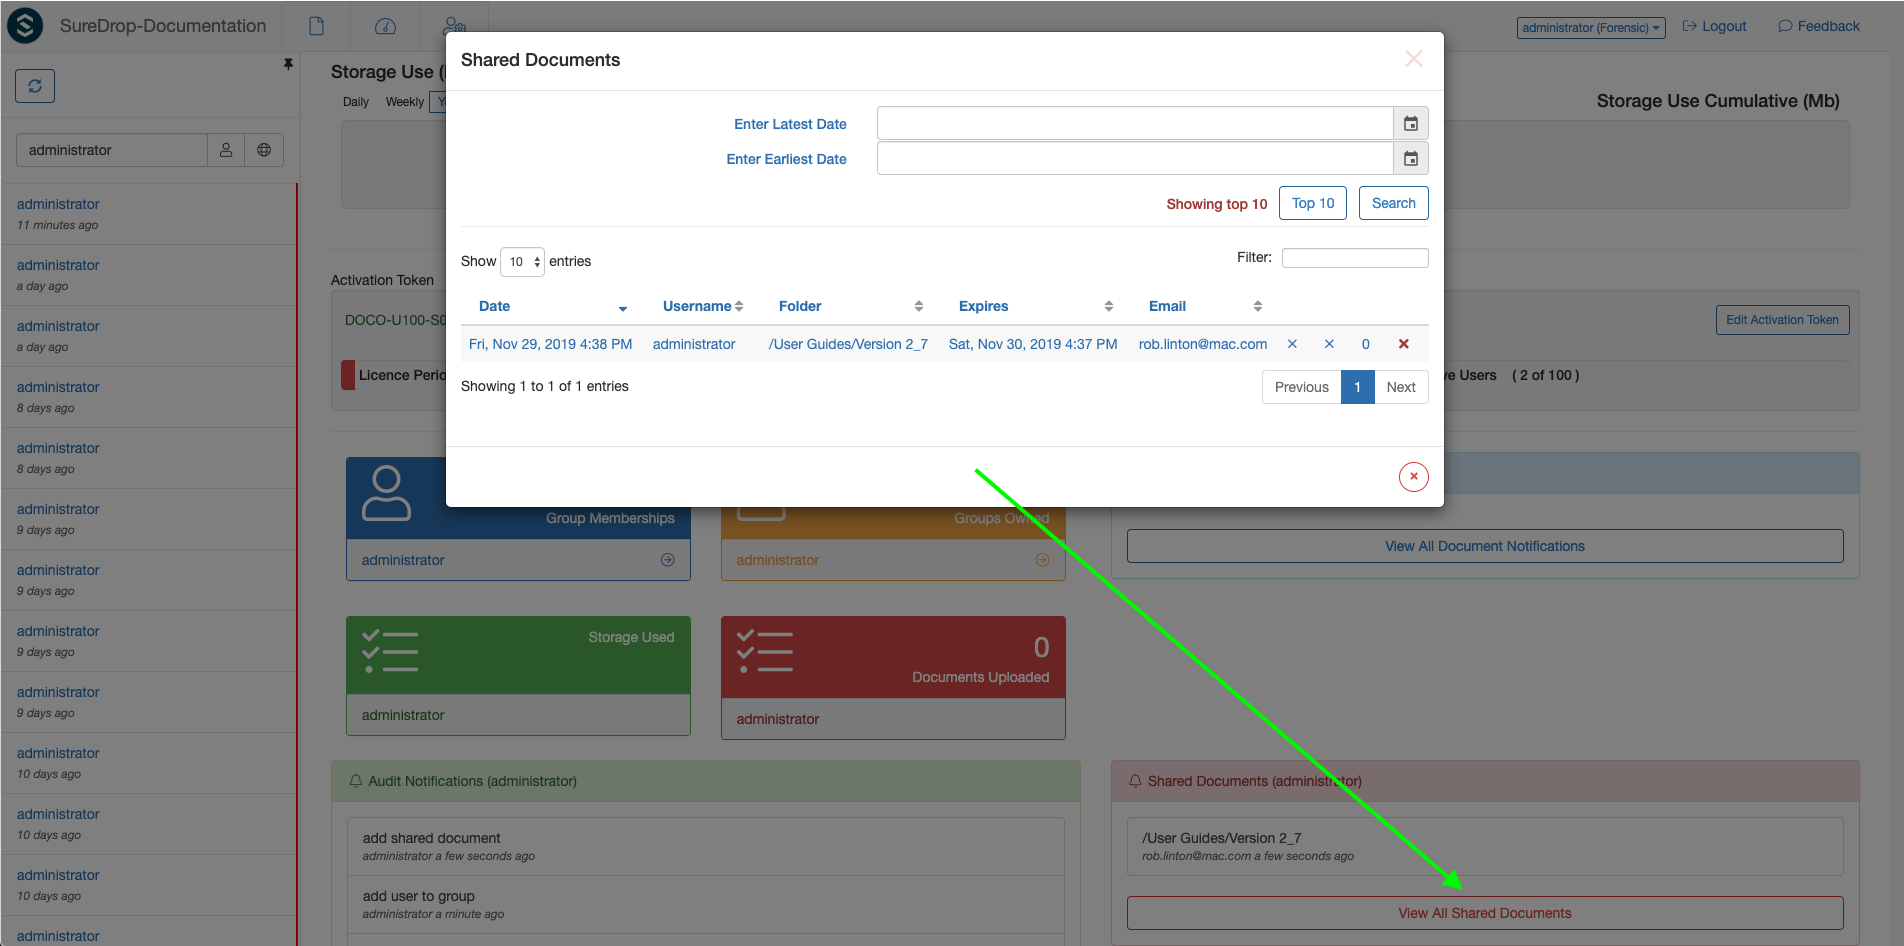 SureDrop-Documentation
administrator (Forensic)
Logout
Feedback
administrator
administrator
11 minutes ago
administrator
a day ago
administrator
a day ago
administrator
8 days ago
administrator
8 days ago
administrator
9 days ago
administrator
9 days ago
administrator
9 days ago
administrator
9 days ago
administrator
10 days ago
administrator
10 days ago
administrator
10 days ago
administrator
Storage Use (
Daily Weekly
Storage Use Cumulative (Mb)
Shared Documents
Enter Latest Date
Enter Earliest Date
Showing top 10 Top 10 Search
Show 10 entries
Filter:
Date Username Folder Expires Email
Fri, Nov 29, 2019 4:38 PM administrator /User Guides/Version 2_7 Sat, Nov 30, 2019 4:37 PM rob.linton@mac.com × × 0 ×
Showing 1 to 1 of 1 entries
Previous 1 Next
Activation Token
DOCO-U100-S0
Edit Activation Token
Licence Perio
ve Users ( 2 of 100 )
Group Memberships
administrator
Groups Owned
administrator
View All Document Notifications
Storage Used
administrator
0
Documents Uploaded
administrator
Audit Notifications (administrator)
add shared document
administrator a few seconds ago
add user to group
administrator a minute ago
Shared Documents (administrator)
/User Guides/Version 2_7
rob.linton@mac.com a few seconds ago
View All Shared Documents